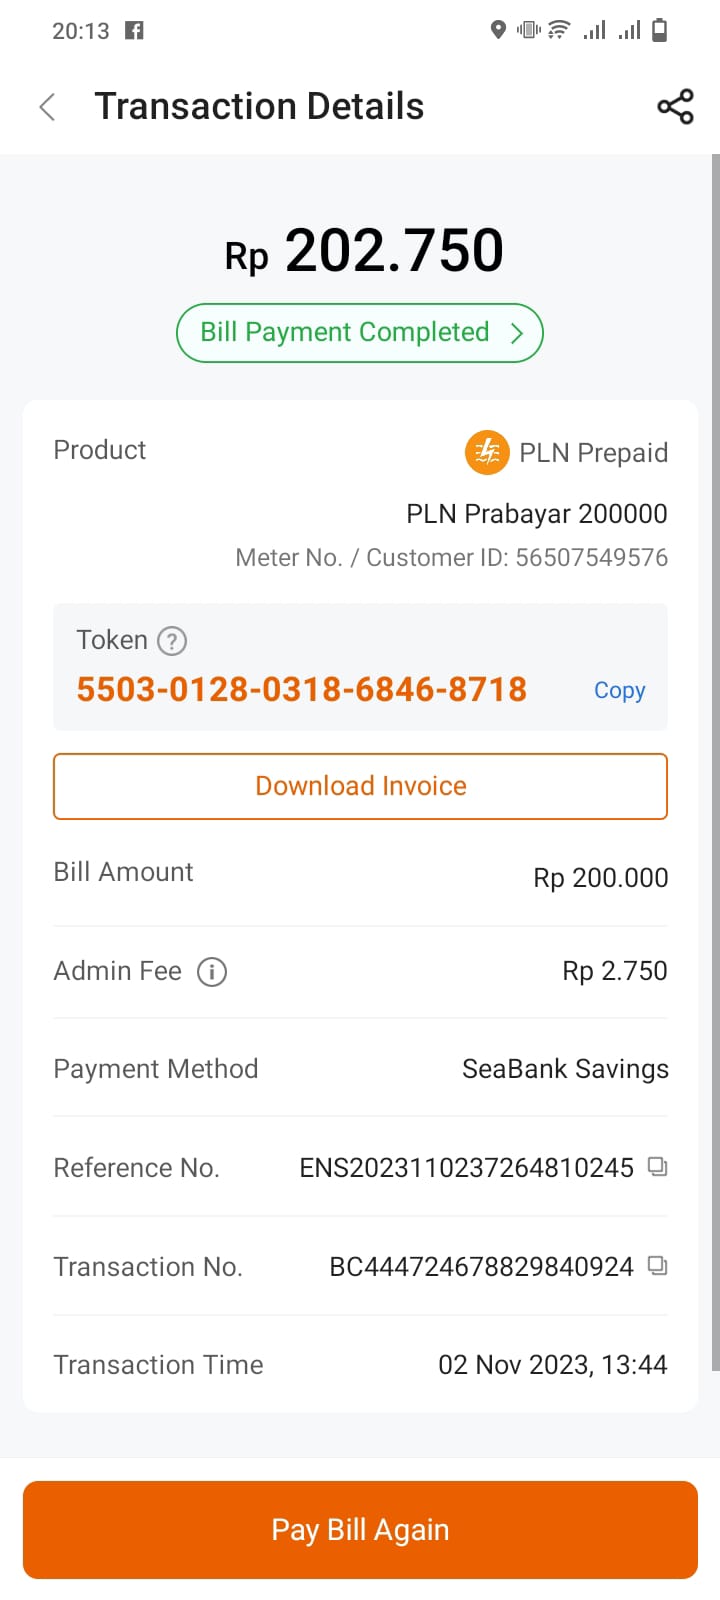 20:13
Transaction Details
Rp 202.750
Bill Payment Completed
Product
PLN Prepaid
PLN Prabayar 200000
Meter No. / Customer ID: 56507549576
Token
5503-0128-0318-6846-8718
Copy
Download Invoice
Bill Amount Rp 200.000
Admin Fee Rp 2.750
Payment Method SeaBank Savings
Reference No. ENS2023110237264810245
Transaction No. BC444724678829840924
Transaction Time 02 Nov 2023, 13:44
Pay Bill Again